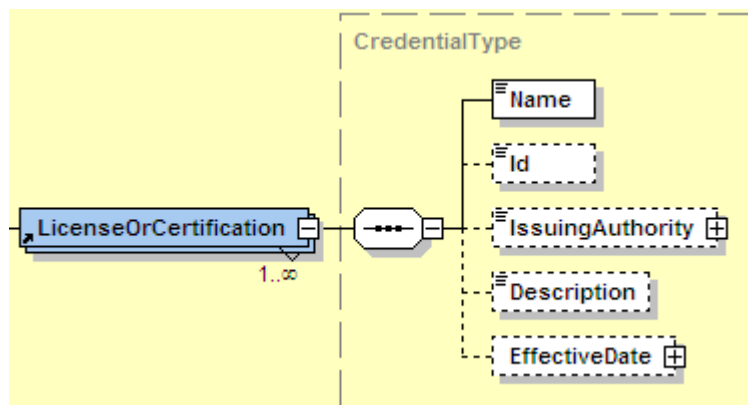 CredentialType
Name
Id
LicenseOrCertification
IssuingAuthority
1..∞
Description
EffectiveDate